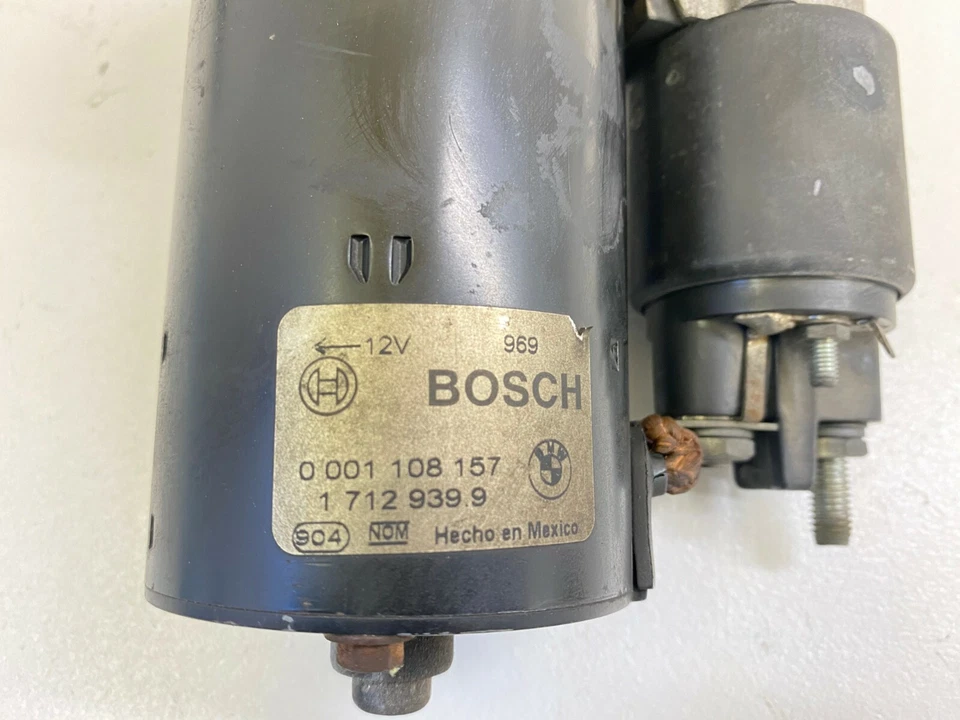 ←12V 969
BOSCH
0 001 108 157
1 712 939.9
904 NOM Hecho en Mexico